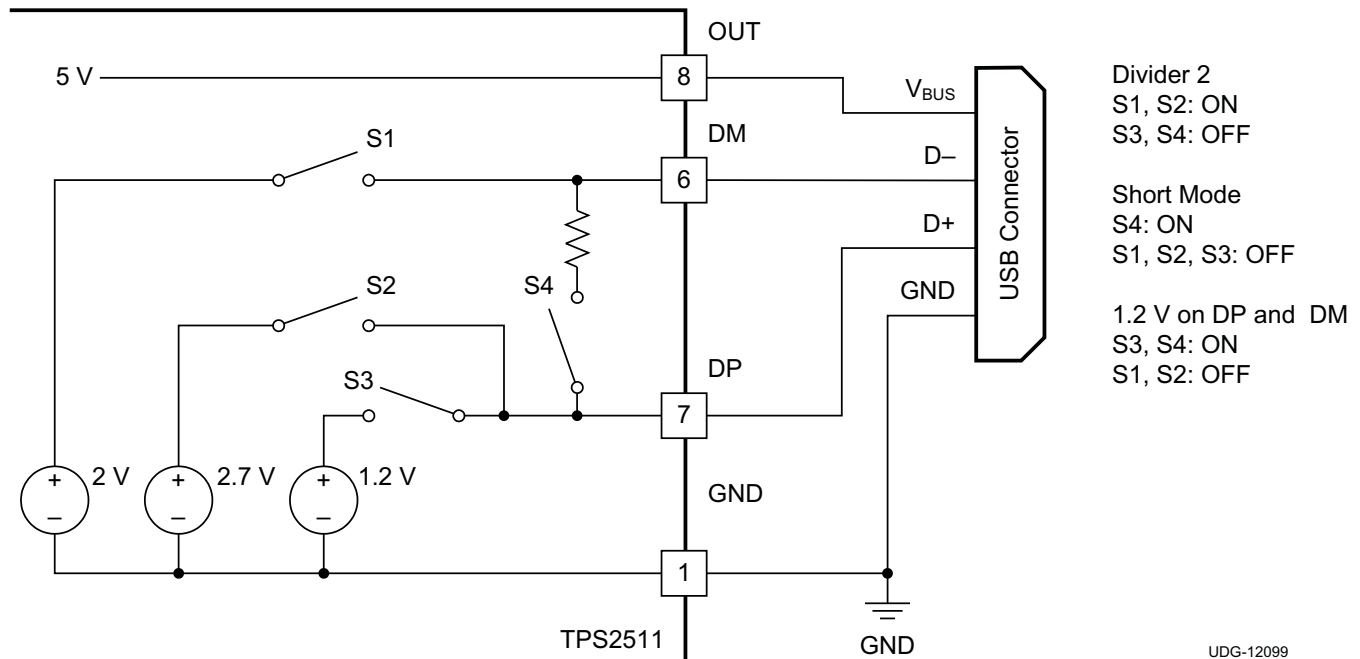 OUT
5 V
8
VBUS
DM
S1
D–
6
D+
S2
S4
GND
USB Connector
DP
S3
7
+
2 V
–
+
2.7 V
–
+
1.2 V
–
GND
1
TPS2511
GND
Divider 2
S1, S2: ON
S3, S4: OFF
Short Mode
S4: ON
S1, S2, S3: OFF
1.2 V on DP and DM
S3, S4: ON
S1, S2: OFF
UDG-12099